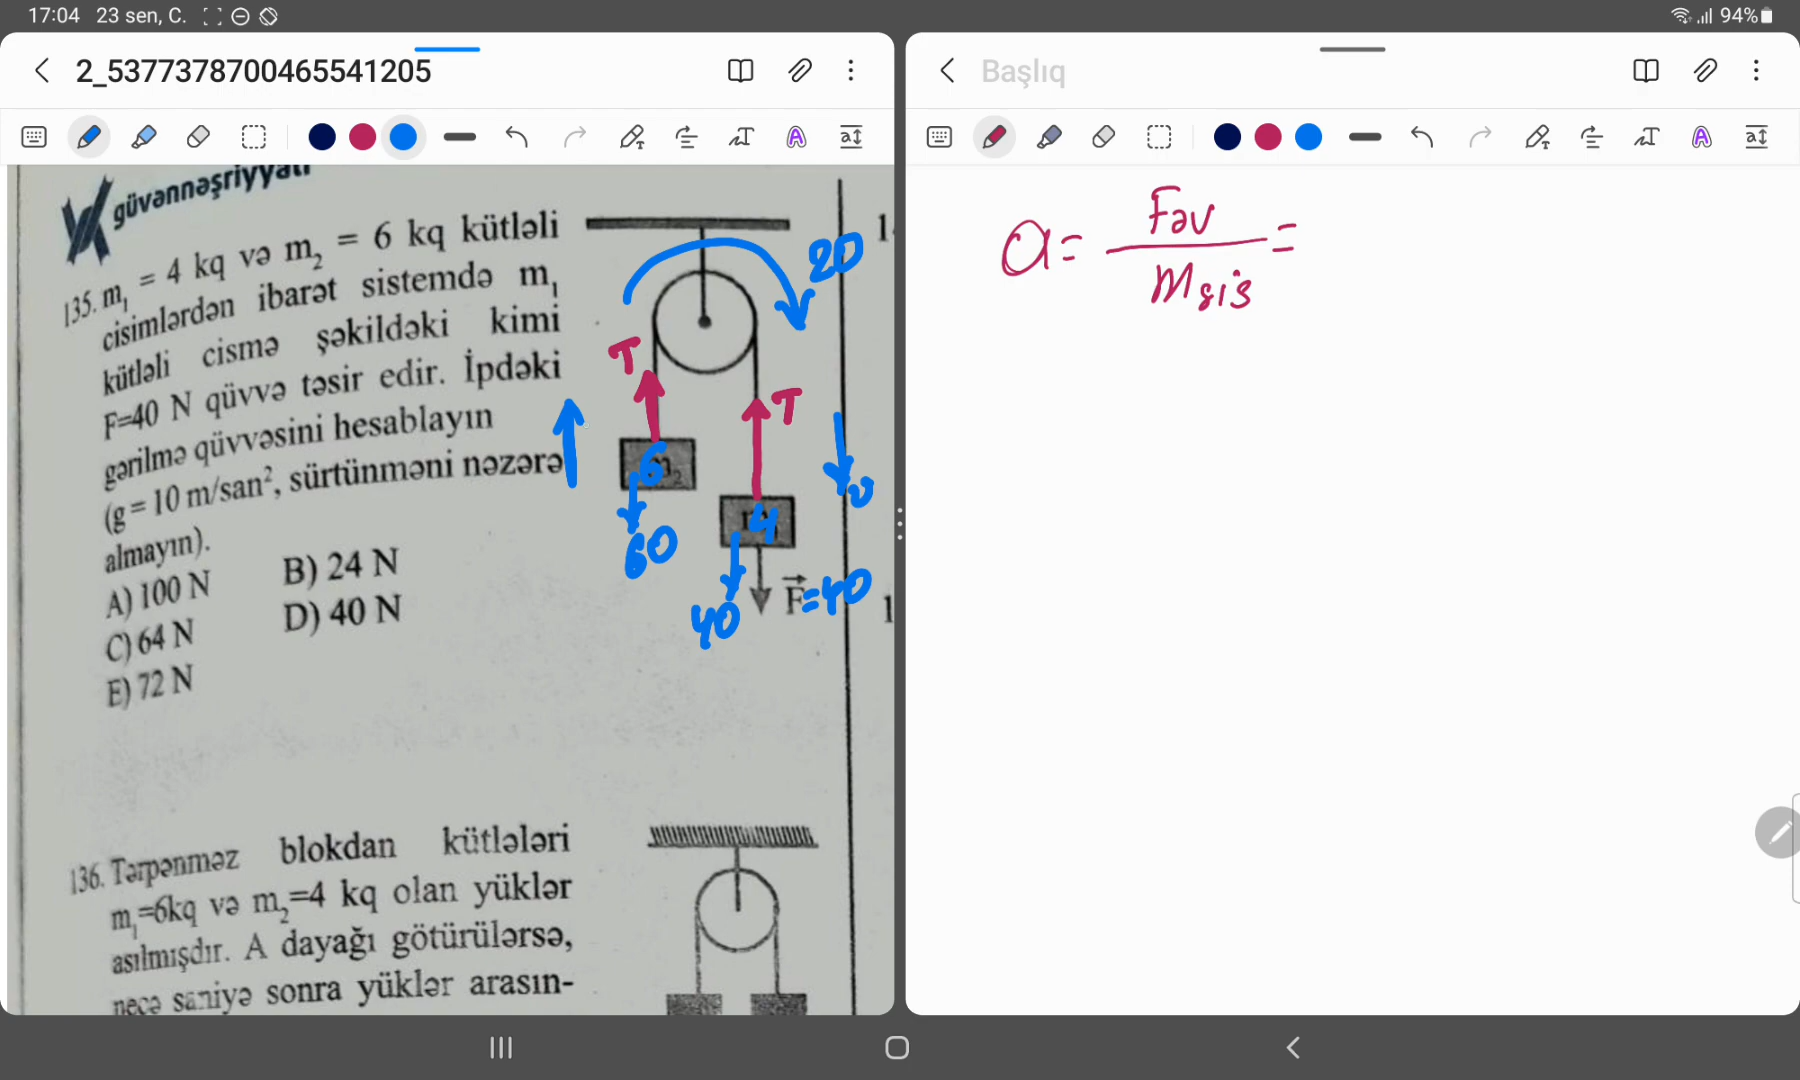 17:04 23 sen, C.
94%
2_5377378700465541205
güvənnəşriyyatı
135. m₁ = 4 kq və m₂ = 6 kq kütləli
cisimlərdən ibarət sistemdə m₁
kütləli cismə şəkildəki kimi
F=40 N qüvvə təsir edir. İpdəki
gərilmə qüvvəsini hesablayın
(g = 10 m/san², sürtünməni nəzərə
almayın).
A) 100 N B) 24 N
C) 64 N D) 40 N
E) 72 N
20
T
T
6
4
60
40
F=40
υ
1
1
136. Tərpənməz blokdan kütlələri
m₁=6kq və m₂=4 kq olan yüklər
asılmışdır. A dayağı götürülərsə,
neçə saniyə sonra yüklər arasın-
Başlıq
a = Fəv / Msis =